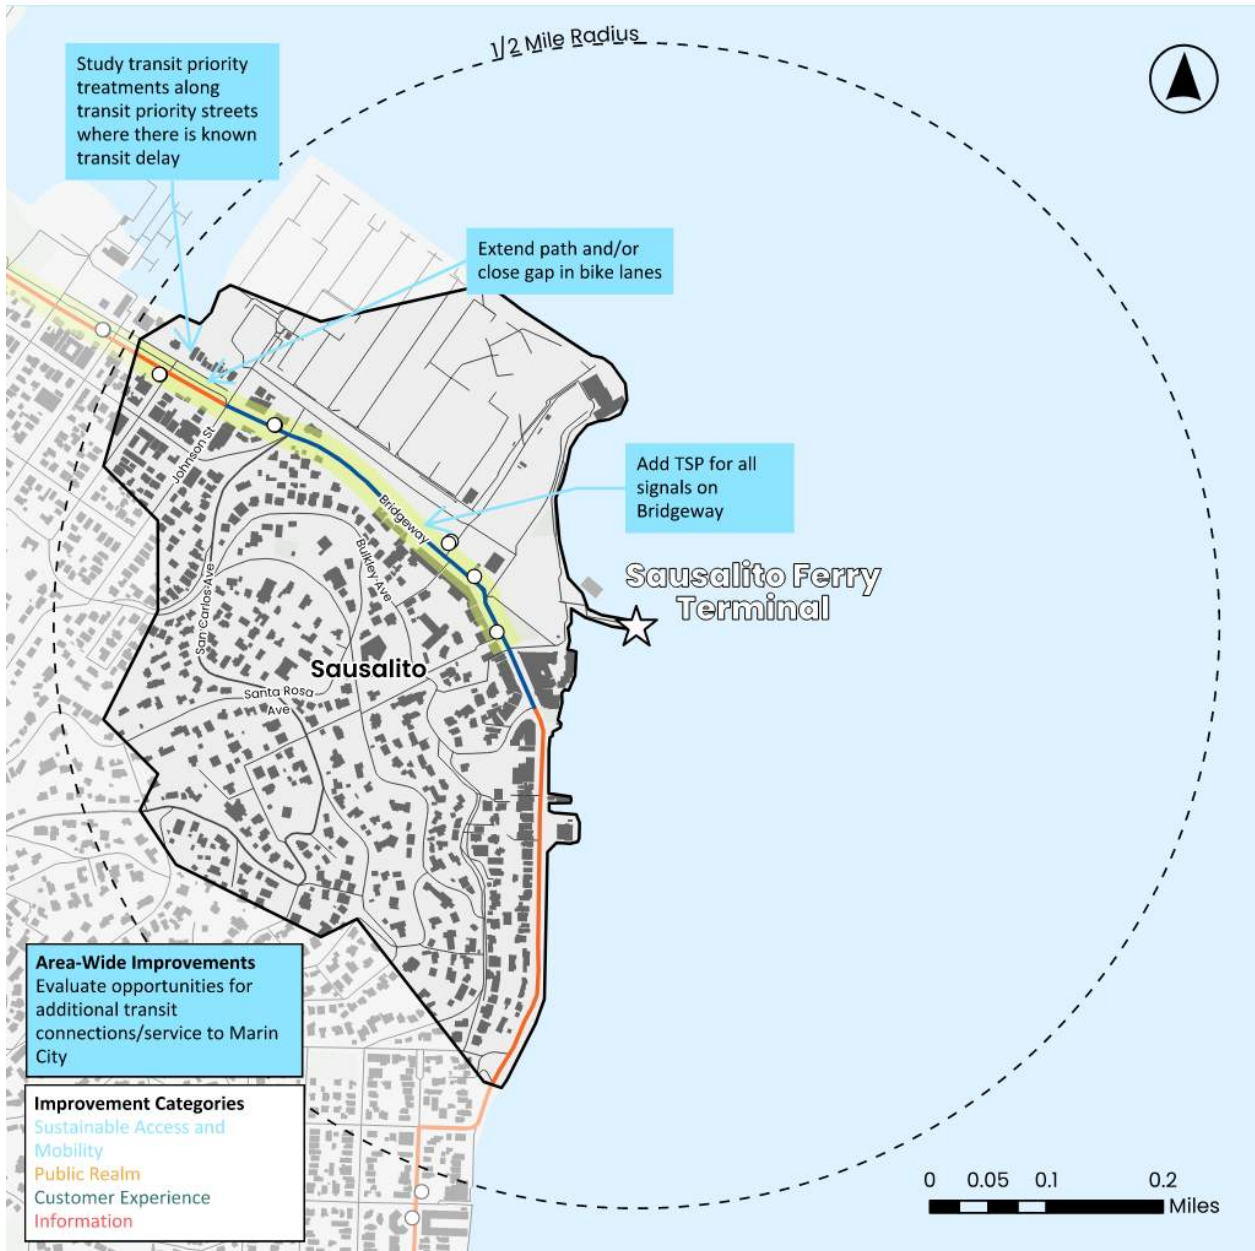 1/2 Mile Radius
Study transit priority
treatments along
transit priority streets
where there is known
transit delay
Extend path and/or
close gap in bike lanes
Add TSP for all
signals on
Bridgeway
Johnson St
Bridgeway
Bulkley Ave
San Carlos Ave
Sausalito Ferry
Terminal
Sausalito
Santa Rosa
Ave
Area-Wide Improvements
Evaluate opportunities for
additional transit
connections/service to Marin
City
Improvement Categories
Sustainable Access and
Mobility
Public Realm
Customer Experience
Information
0 0.05 0.1 0.2
Miles